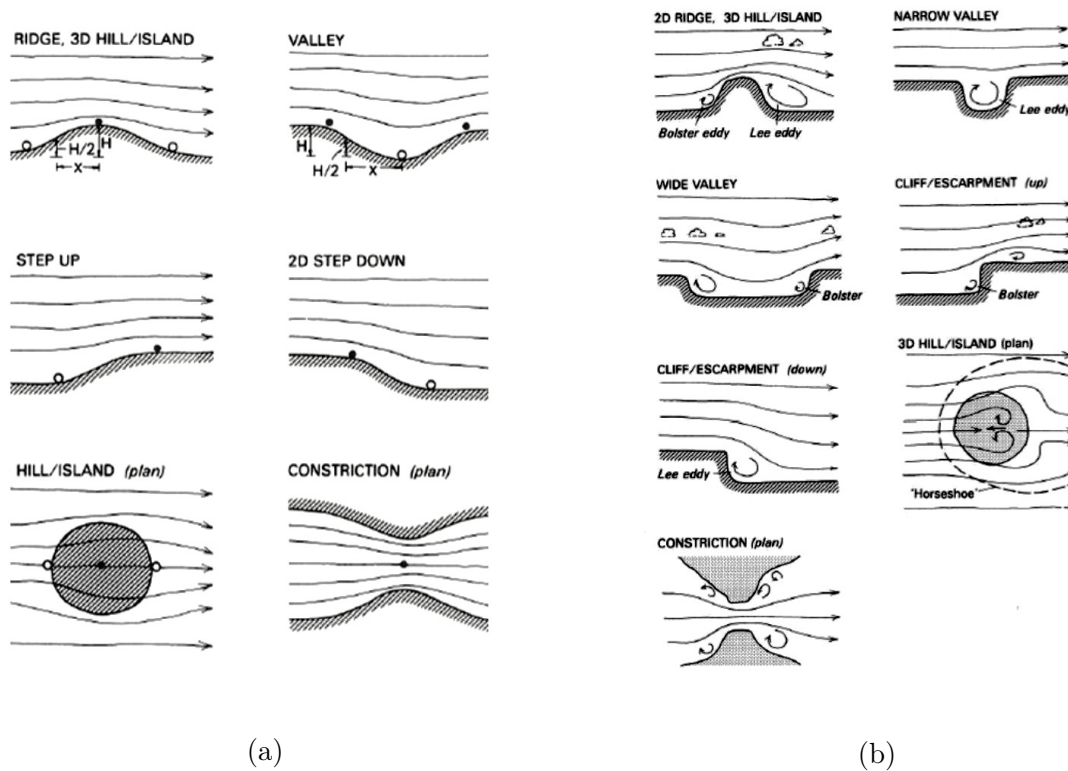 RIDGE, 3D HILL/ISLAND
H/2
H
X
VALLEY
H
H/2
X
STEP UP
2D STEP DOWN
HILL/ISLAND (plan)
CONSTRICTION (plan)
(a)
2D RIDGE, 3D HILL/ISLAND
Bolster eddy
Lee eddy
NARROW VALLEY
Lee eddy
WIDE VALLEY
Bolster
CLIFF/ESCARPMENT (up)
Bolster
CLIFF/ESCARPMENT (down)
Lee eddy
3D HILL/ISLAND (plan)
"Horseshoe"
CONSTRICTION (plan)
(b)